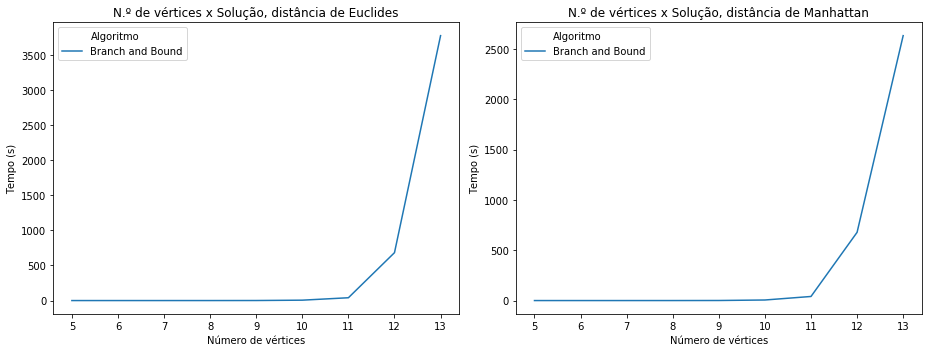 N.º de vértices x Solução, distância de Euclides
Algoritmo
Branch and Bound
Tempo (s)
3500
3000
2500
2000
1500
1000
500
0
5 6 7 8 9 10 11 12 13
Número de vértices
N.º de vértices x Solução, distância de Manhattan
Algoritmo
Branch and Bound
Tempo (s)
2500
2000
1500
1000
500
0
5 6 7 8 9 10 11 12 13
Número de vértices